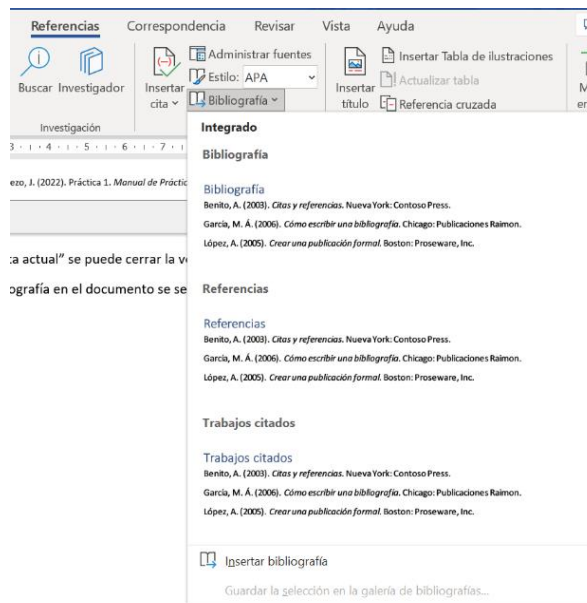 Referencias Correspondencia Revisar Vista Ayuda
Administrar fuentes
Estilo: APA
Bibliografía
Buscar Investigador
Insertar cita
Insertar título
Insertar Tabla de ilustraciones
Actualizar tabla
Referencia cruzada
M
Investigación
3 4 5 6 7
ezo, J. (2022). Práctica 1. Manual de Práctic
ta actual” se puede cerrar la v
ografía en el documento se se
Integrado
Bibliografía
Bibliografía
Benito, A. (2003). Citas y referencias. Nueva York: Contoso Press.
García, M. Á. (2006). Cómo escribir una bibliografía. Chicago: Publicaciones Raimon.
López, A. (2005). Crear una publicación formal. Boston: Proseware, Inc.
Referencias
Referencias
Benito, A. (2003). Citas y referencias. Nueva York: Contoso Press.
García, M. Á. (2006). Cómo escribir una bibliografía. Chicago: Publicaciones Raimon.
López, A. (2005). Crear una publicación formal. Boston: Proseware, Inc.
Trabajos citados
Trabajos citados
Benito, A. (2003). Citas y referencias. Nueva York: Contoso Press.
García, M. Á. (2006). Cómo escribir una bibliografía. Chicago: Publicaciones Raimon.
López, A. (2005). Crear una publicación formal. Boston: Proseware, Inc.
Insertar bibliografía
Guardar la selección en la galería de bibliografías...